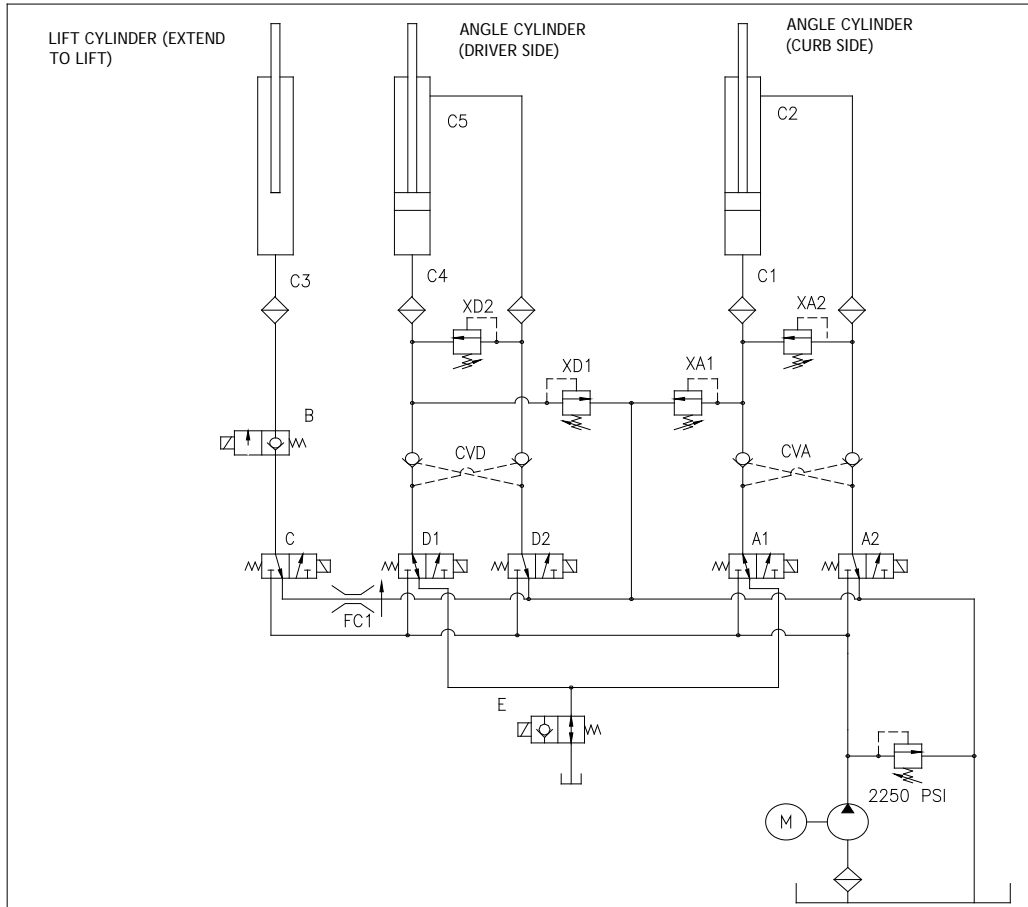 LIFT CYLINDER (EXTEND
TO LIFT)
ANGLE CYLINDER
(DRIVER SIDE)
ANGLE CYLINDER
(CURB SIDE)
C5
C2
C3
C4
C1
XD2
XA2
XD1
XA1
B
CVD
CVA
C
D1
D2
A1
A2
FC1
E
2250 PSI
M